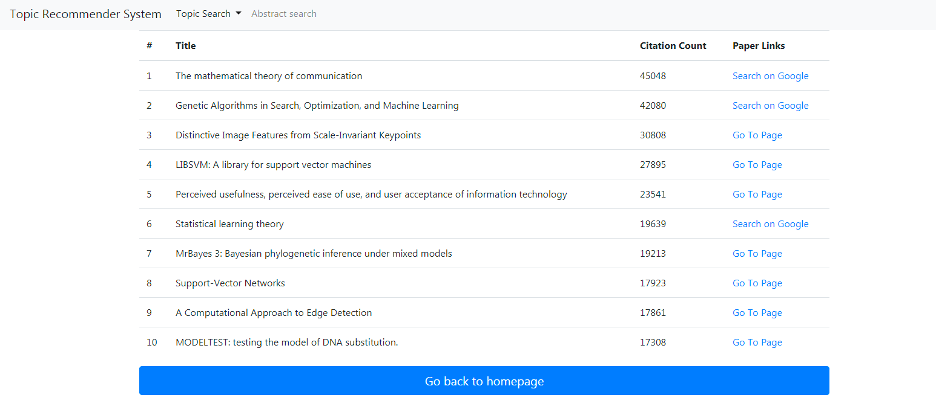 Topic Recommender System Topic Search Abstract search
# Title Citation Count Paper Links
1 The mathematical theory of communication 45048 Search on Google
2 Genetic Algorithms in Search, Optimization, and Machine Learning 42080 Search on Google
3 Distinctive Image Features from Scale-Invariant Keypoints 30808 Go To Page
4 LIBSVM: A library for support vector machines 27895 Go To Page
5 Perceived usefulness, perceived ease of use, and user acceptance of information technology 23541 Go To Page
6 Statistical learning theory 19639 Search on Google
7 MrBayes 3: Bayesian phylogenetic inference under mixed models 19213 Go To Page
8 Support-Vector Networks 17923 Go To Page
9 A Computational Approach to Edge Detection 17861 Go To Page
10 MODELTEST: testing the model of DNA substitution. 17308 Go To Page
Go back to homepage